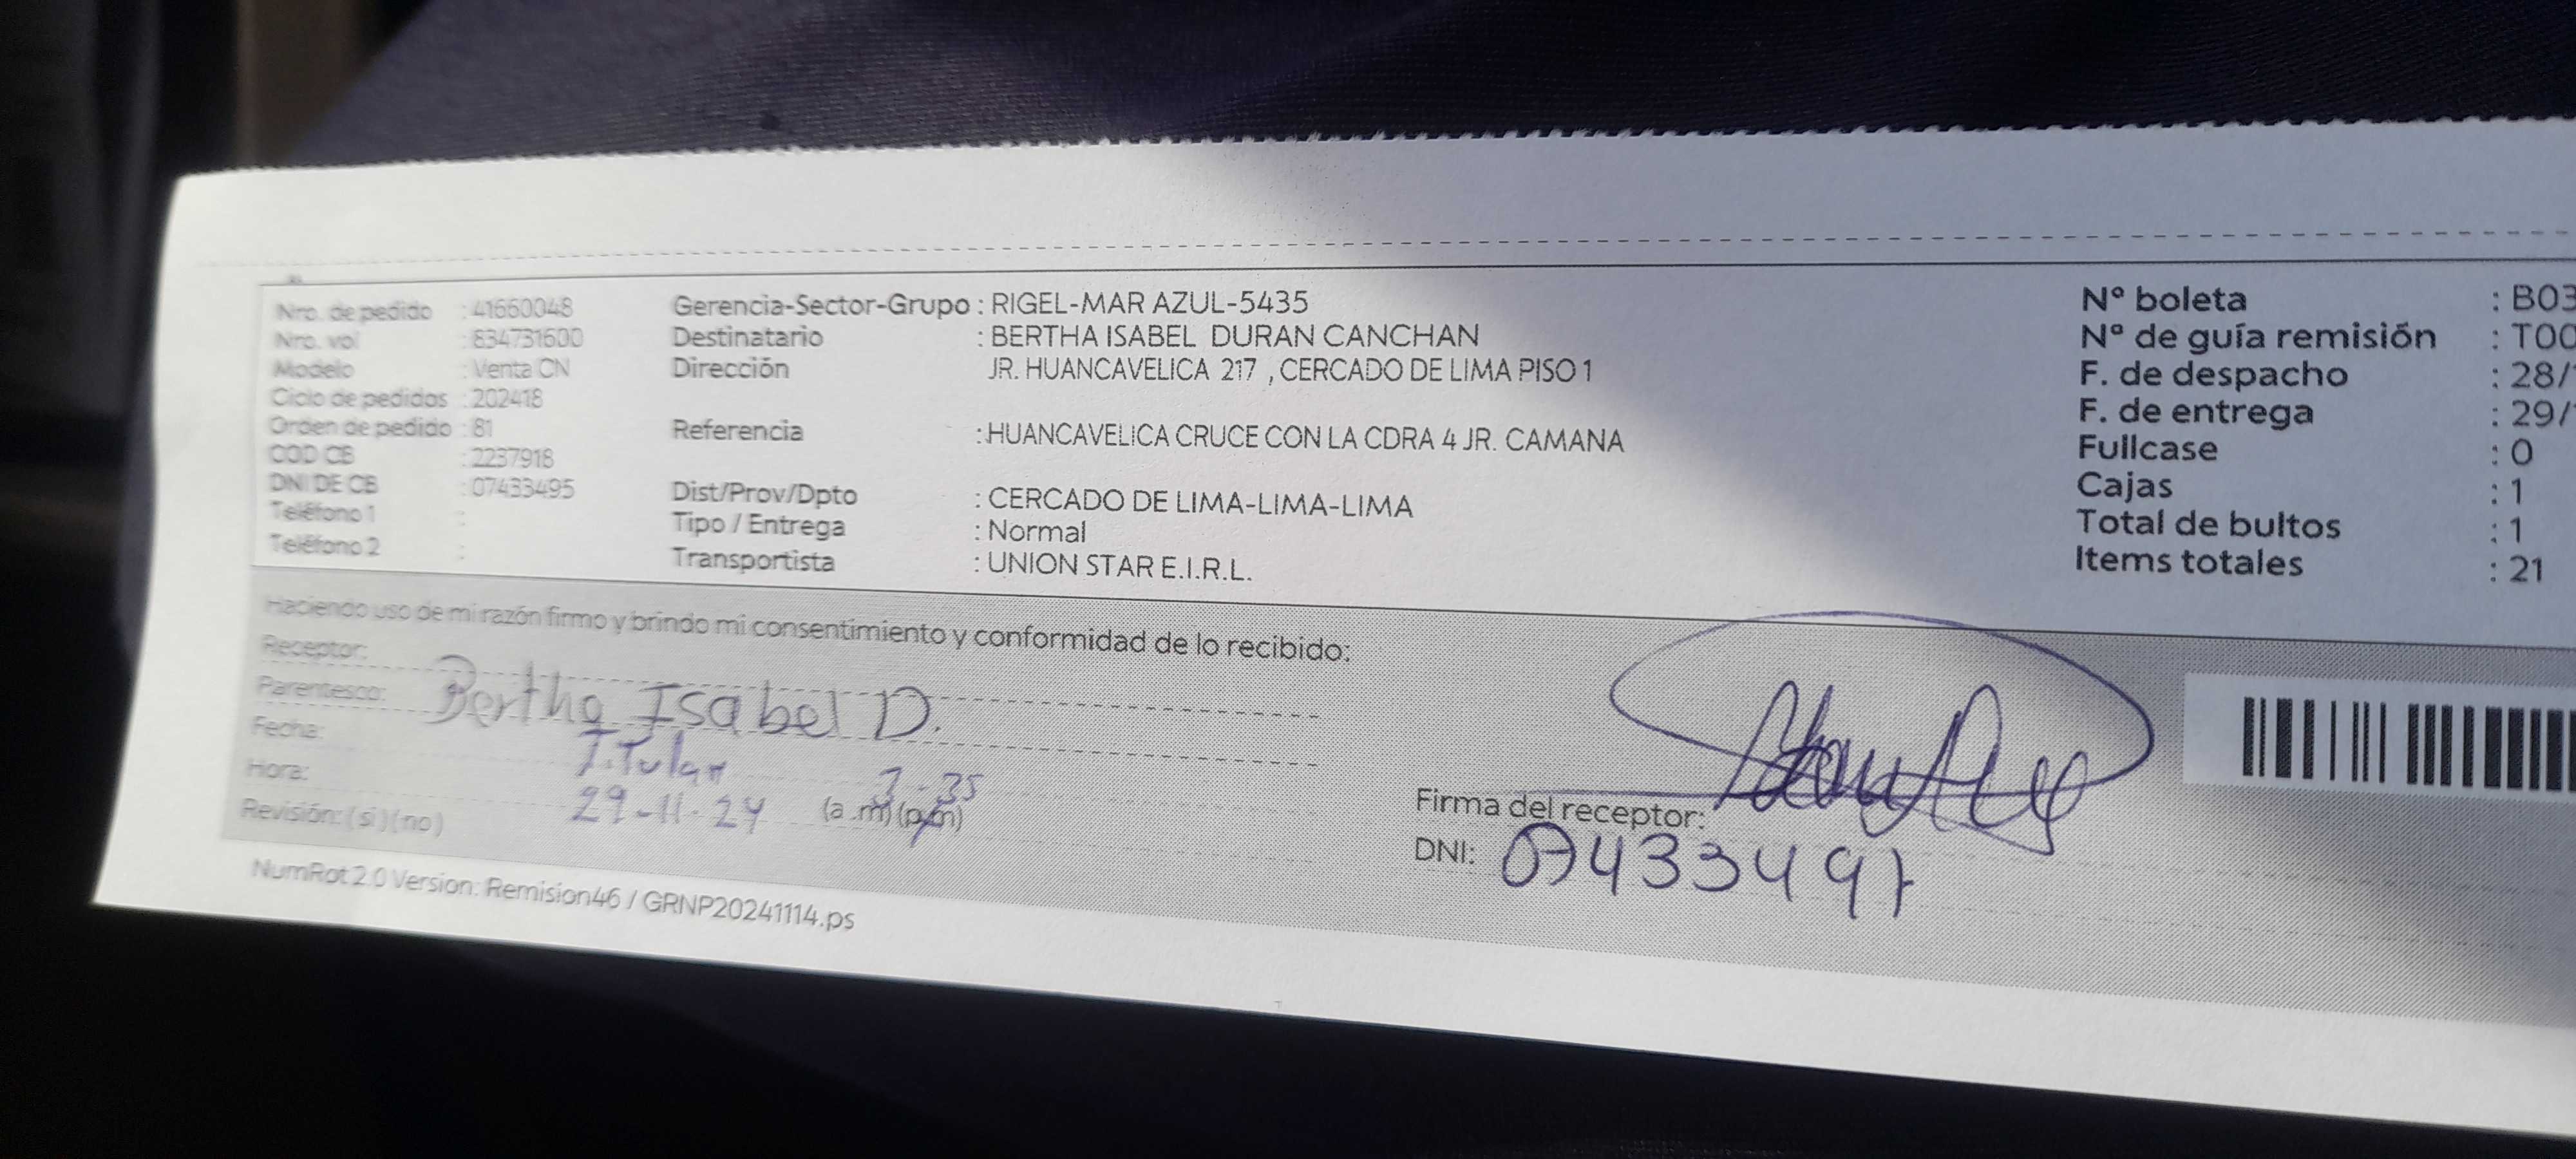 Nro. de pedido : 41660048
Nro. vol : 834731600
Modelo : Venta CN
Ciclo de pedidos : 202418
Orden de pedido : 81
COD CB : 2237918
DNI DE CB : 07433495
Teléfono 1 :
Teléfono 2 :
Gerencia-Sector-Grupo : RIGEL-MAR AZUL-5435
Destinatario : BERTHA ISABEL DURAN CANCHAN
Dirección JR. HUANCAVELICA 217 , CERCADO DE LIMA PISO 1
Referencia : HUANCAVELICA CRUCE CON LA CDRA 4 JR. CAMANA
Dist/Prov/Dpto : CERCADO DE LIMA-LIMA-LIMA
Tipo / Entrega : Normal
Transportista : UNION STAR E.I.R.L.
Nº boleta : B03
Nº de guía remisión : T00
F. de despacho : 28/
F. de entrega : 29/
Fullcase : 0
Cajas : 1
Total de bultos : 1
Items totales : 21
Haciendo uso de mi razón firmo y brindo mi consentimiento y conformidad de lo recibido:
Receptor:
Parentesco: Bertha Isabel D.
Fecha: T.Tular
Hora: 29-11-24 (a .m) (p.m) 3-35
Revisión: ( si ) ( no )
Firma del receptor:
DNI: 07433497
NumRot 2.0 Version: Remision46 / GRNP20241114.ps